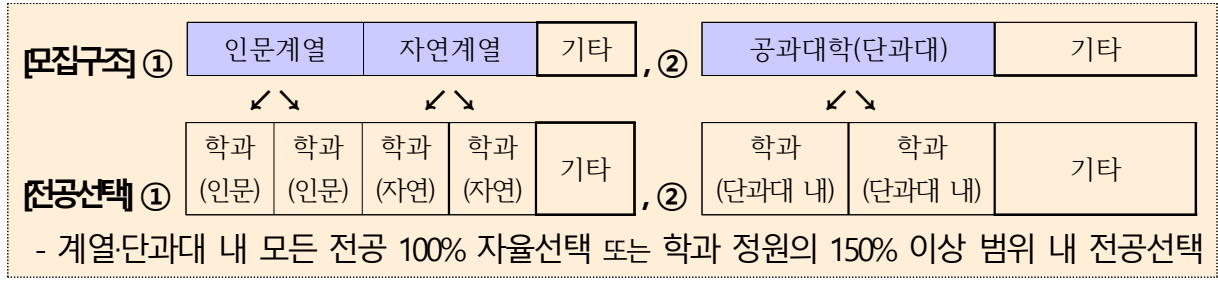 [모집구조] ① 인문계열 자연계열 기타 , ② 공과대학(단과대) 기타
↙ ↘ ↙ ↘ ↙ ↘
학과 학과 학과 학과 학과 학과
[전공선택] ① (인문) (인문) (자연) (자연) 기타 , ② (단과대 내) (단과대 내) 기타
- 계열·단과대 내 모든 전공 100% 자율선택 또는 학과 정원의 150% 이상 범위 내 전공선택